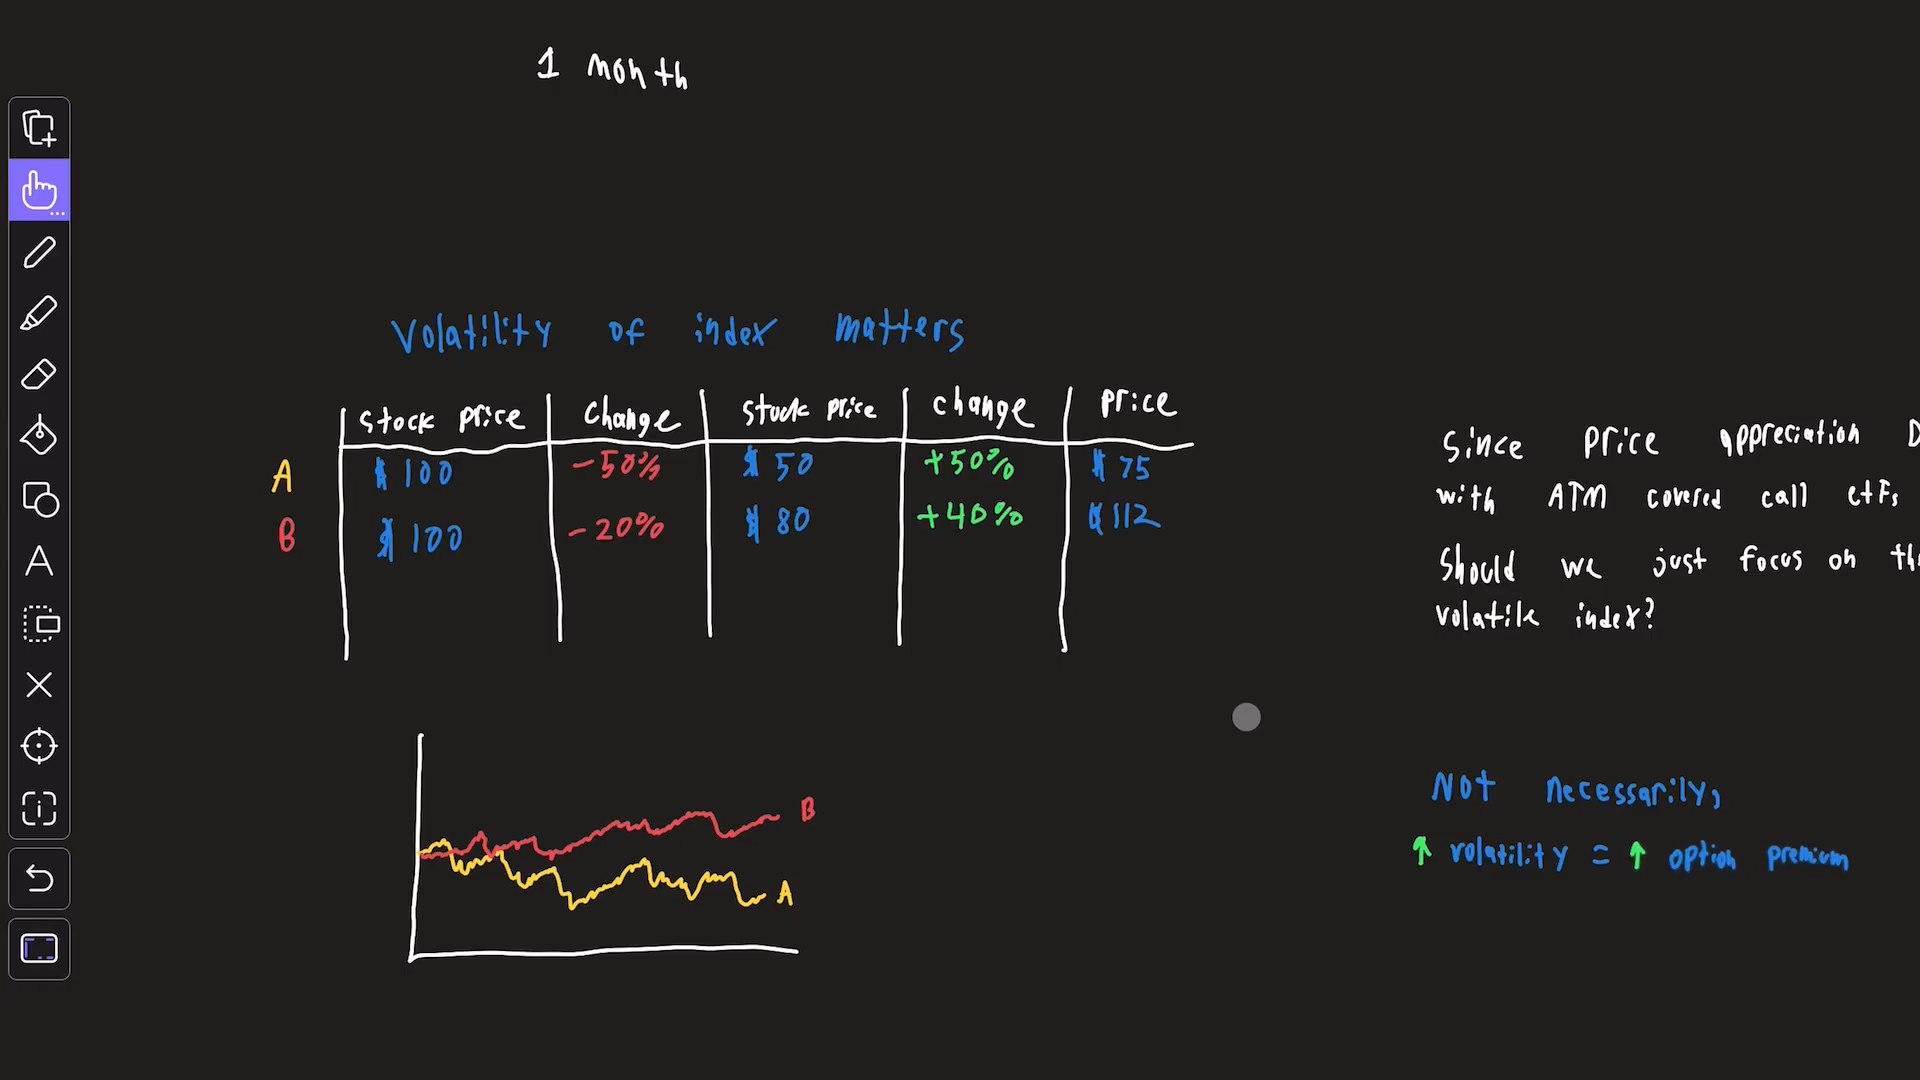 1 month
Volatility of index matters
stock price change stock price change price
A $100 -50% $50 +50% $75
B $100 -20% $80 +40% $112
B
A
Since price appreciation D
with ATM covered call etFs
Should we just focus on th
volatile index?
Not necessarily,
↑ volatility = ↑ option premium